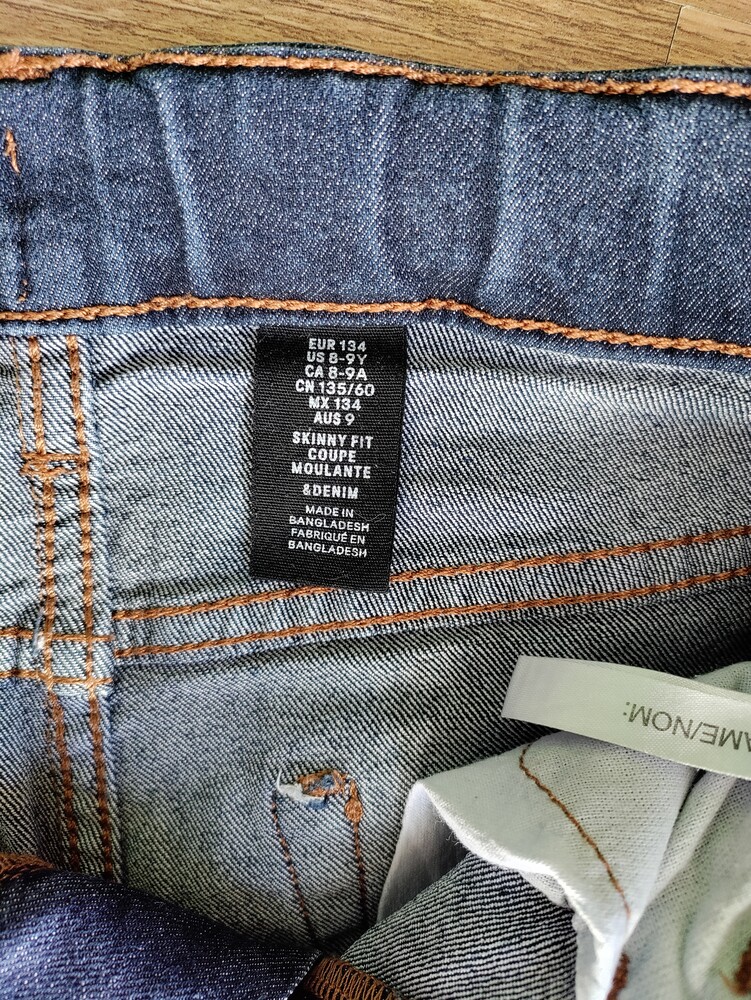 EUR 134
US 8-9Y
CA 8-9A
CN 135/60
MX 134
AUS 9
SKINNY FIT
COUPE
MOULANTE
&DENIM
MADE IN
BANGLADESH
FABRIQUÉ EN
BANGLADESH
AME/NOM: